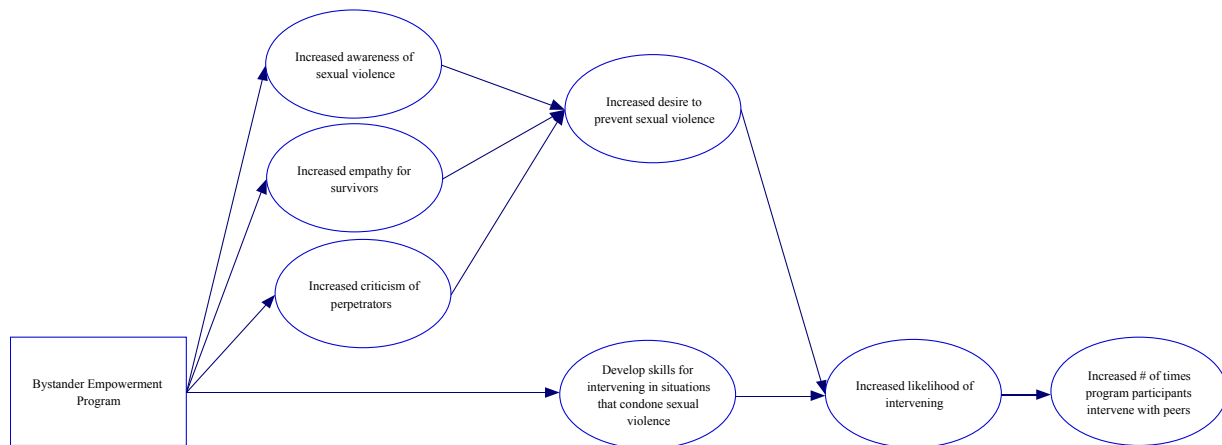 Increased awareness of
sexual violence
Increased desire to
prevent sexual violence
Increased empathy for
survivors
Increased criticism of
perpetrators
Bystander Empowerment
Program
Develop skills for
intervening in situations
that condone sexual
violence
Increased likelihood of
intervening
Increased # of times
program participants
intervene with peers